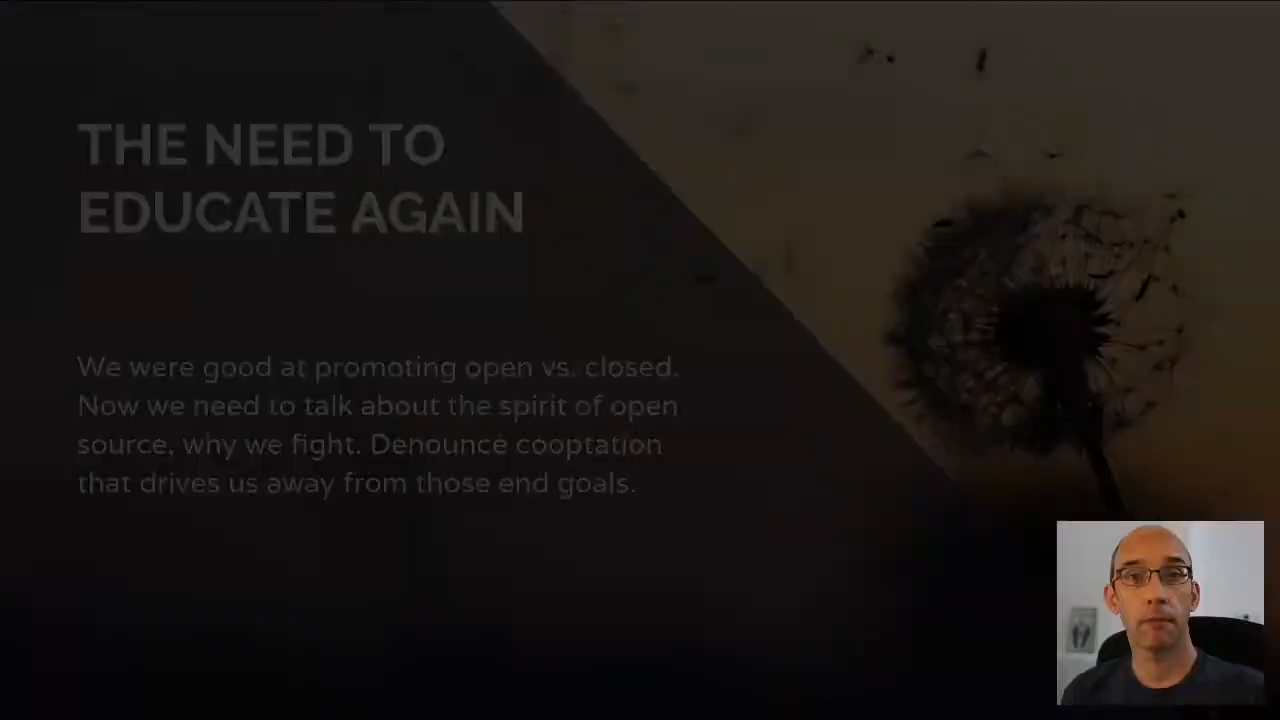 THE NEED TO
EDUCATE AGAIN
We were good at promoting open vs. closed.
Now we need to talk about the spirit of open
source, why we fight. Denounce cooptation
that drives us away from those end goals.